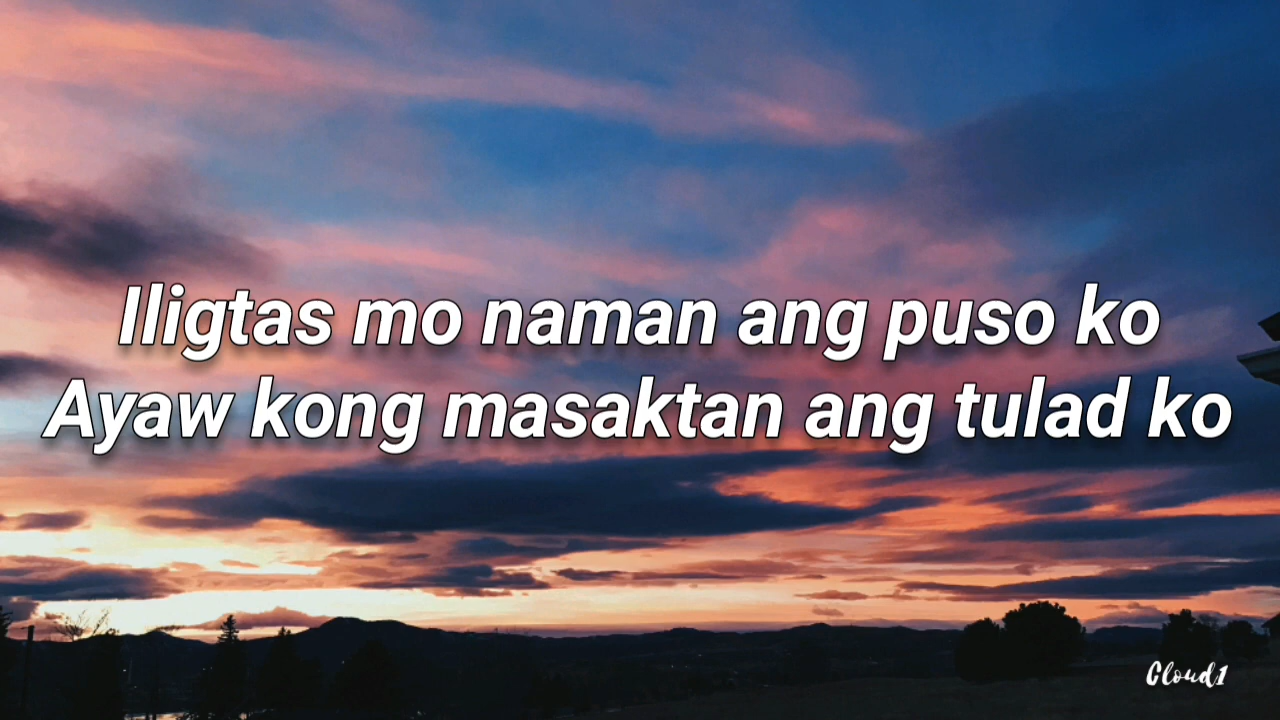 Iligtas mo naman ang puso ko
Ayaw kong masaktan ang tulad ko
Cloud1